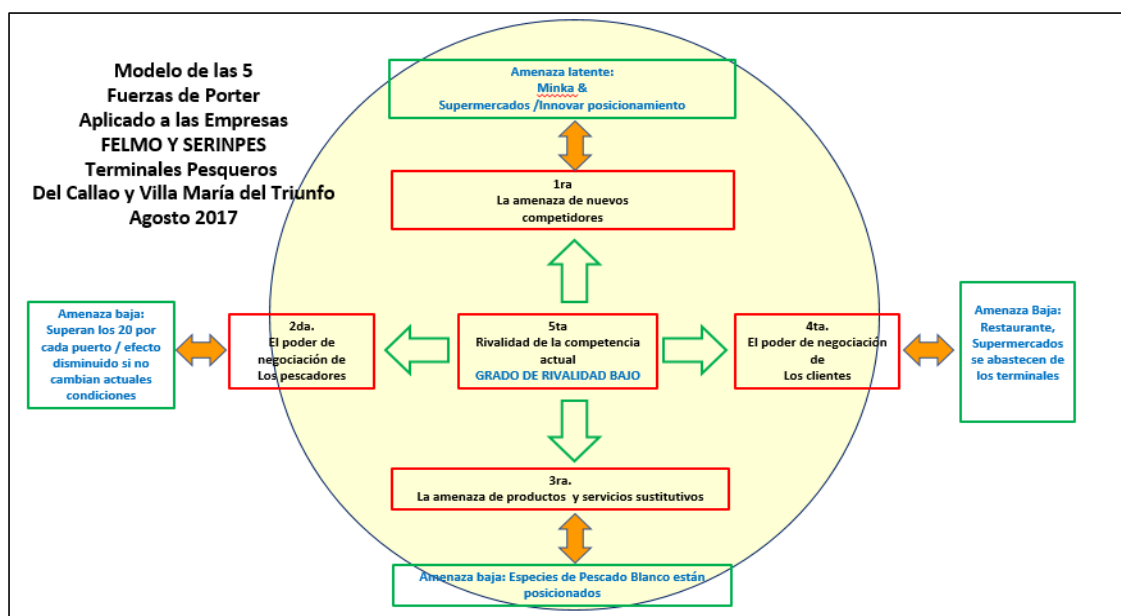 Modelo de las 5
Fuerzas de Porter
Aplicado a las Empresas
FELMO Y SERINPES
Terminales Pesqueros
Del Callao y Villa María del Triunfo
Agosto 2017
Amenaza latente:
Minka &
Supermercados /Innovar posicionamiento
1ra
La amenaza de nuevos
competidores
Amenaza baja:
Superan los 20 por
cada puerto / efecto
disminuido si no
cambian actuales
condiciones
2da.
El poder de
negociación de
Los pescadores
5ta
Rivalidad de la competencia
actual
GRADO DE RIVALIDAD BAJO
4ta.
El poder de negociación
de
Los clientes
Amenaza Baja:
Restaurante,
Supermercados
se abastecen de
los terminales
3ra.
La amenaza de productos y servicios sustitutivos
Amenaza baja: Especies de Pescado Blanco están
posicionados